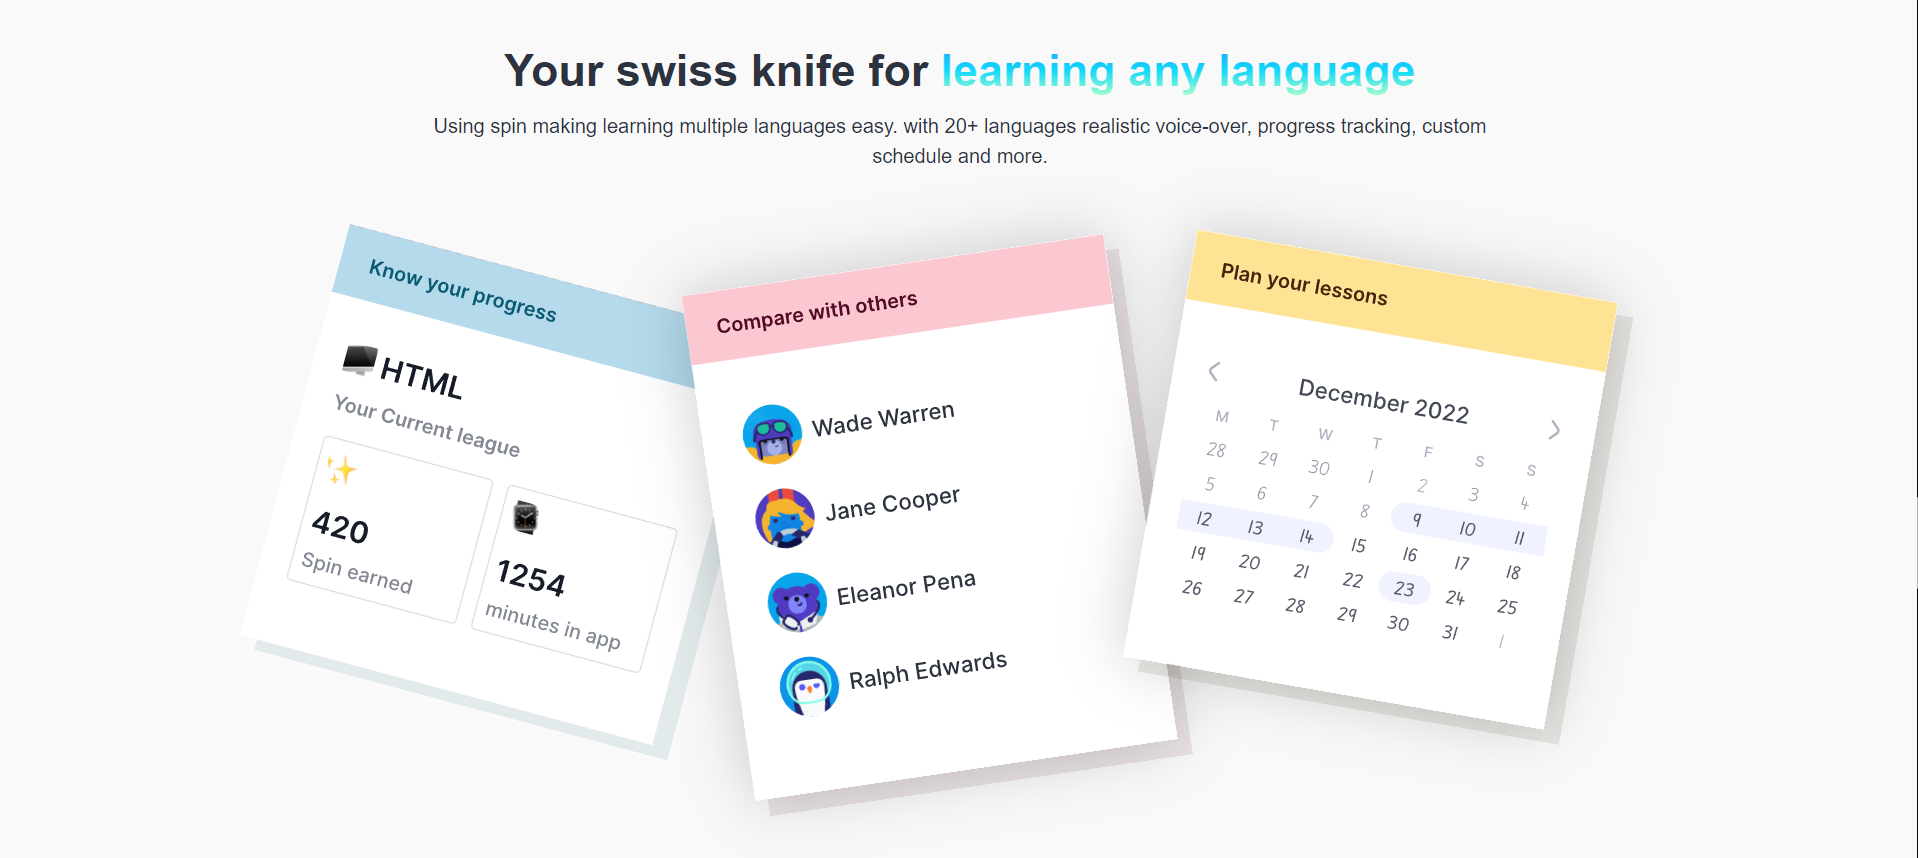 Your swiss knife for learning any language
Using spin making learning multiple languages easy. with 20+ languages realistic voice-over, progress tracking, custom
schedule and more.
Know your progress
HTML
Your Current league
420
Spin earned
1254
minutes in app
Compare with others
Wade Warren
Jane Cooper
Eleanor Pena
Ralph Edwards
Plan your lessons
December 2022
M T W T F S S
28 29 30 1 2 3 4
5 6 7 8 9 10 11
12 13 14 15 16 17 18
19 20 21 22 23 24 25
26 27 28 29 30 31 1